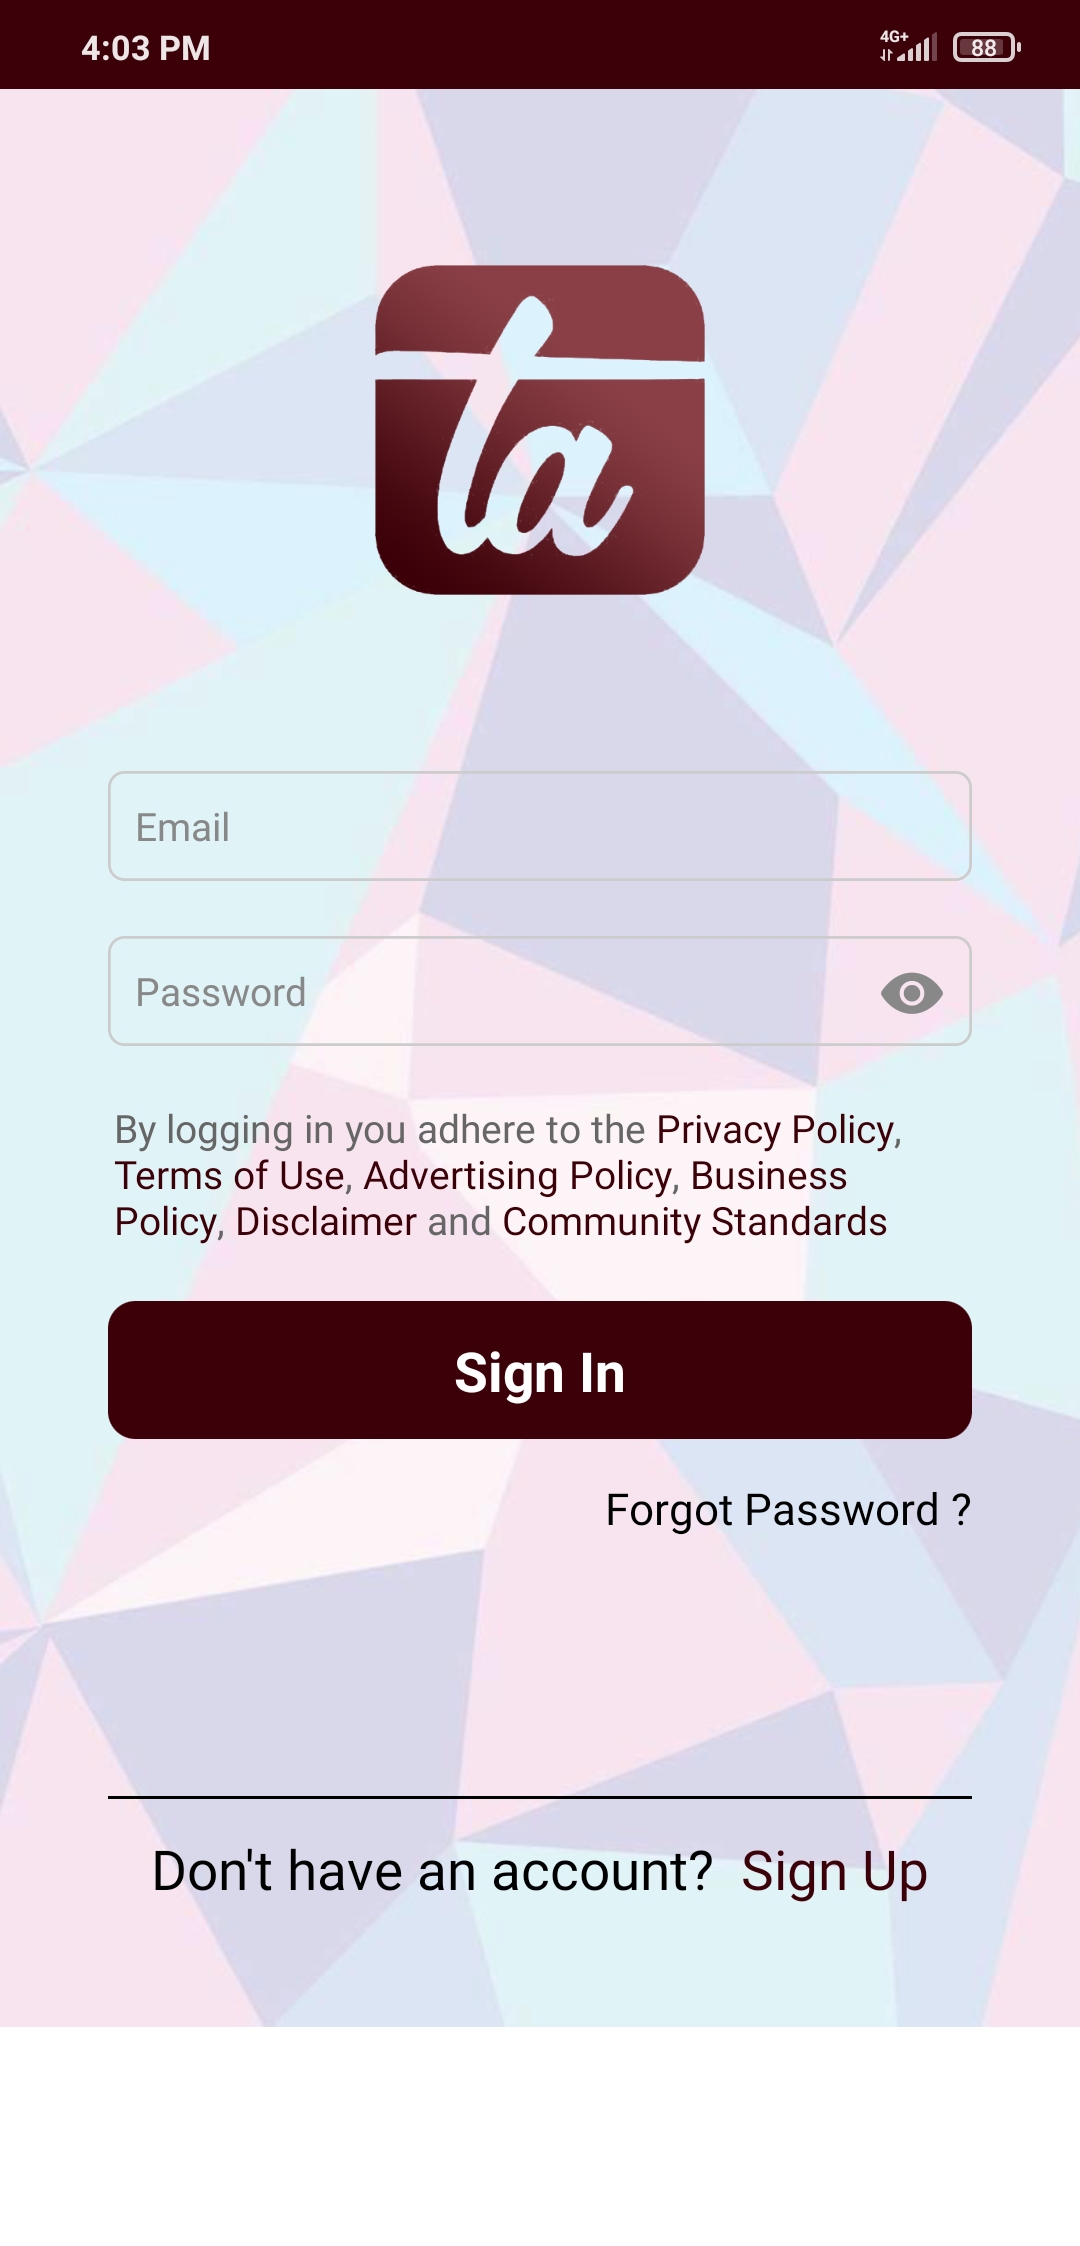 4:03 PM
4G+
88
ta
Email
Password
By logging in you adhere to the Privacy Policy,
Terms of Use, Advertising Policy, Business
Policy, Disclaimer and Community Standards
Sign In
Forgot Password ?
Don't have an account? Sign Up